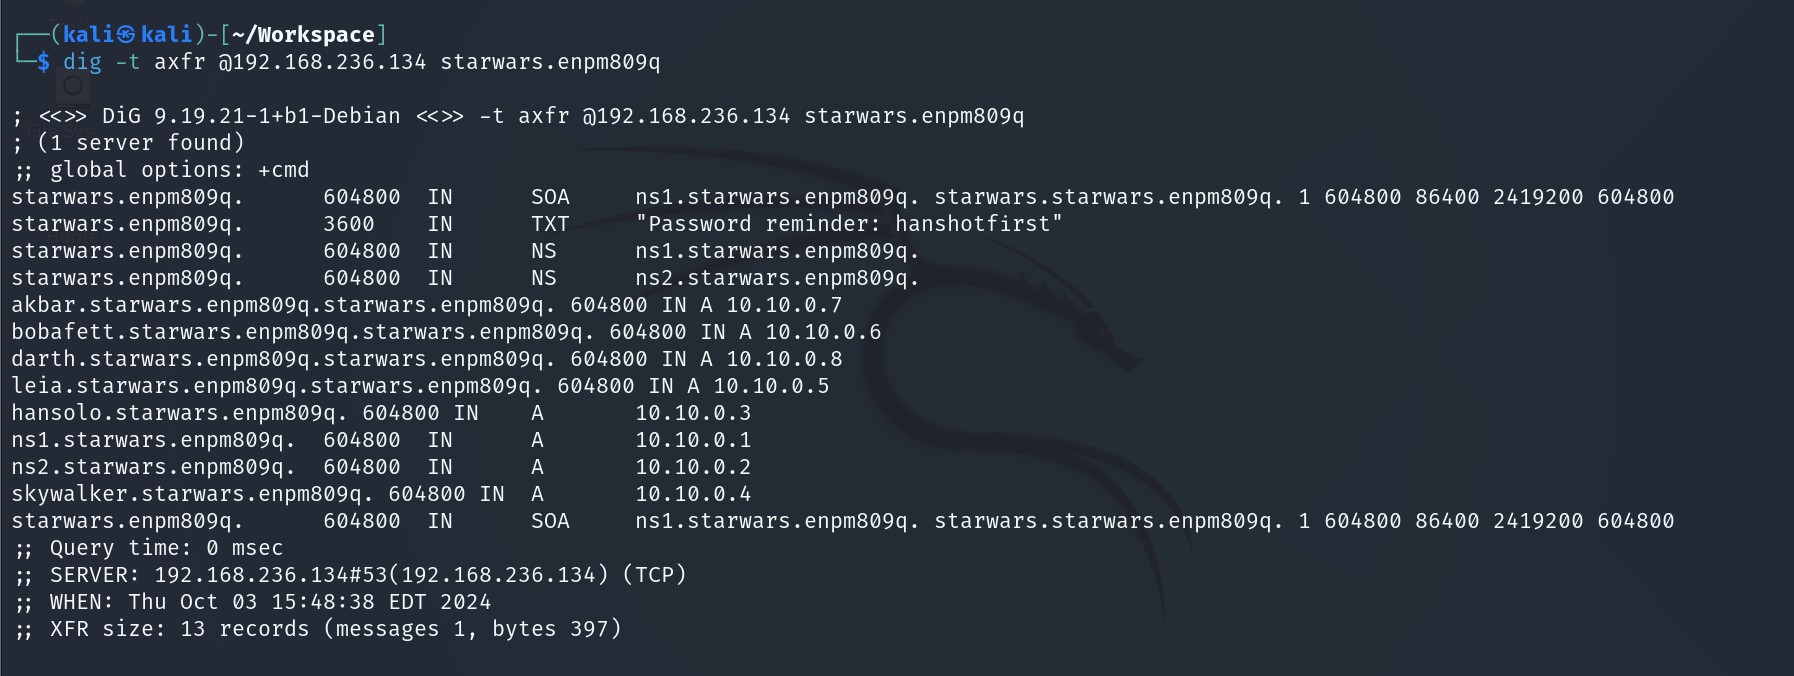 ┌──(kali㉿kali)-[~/Workspace]
└─$ dig -t axfr @192.168.236.134 starwars.enpm809q
; <<>> DiG 9.19.21-1+b1-Debian <<>> -t axfr @192.168.236.134 starwars.enpm809q
; (1 server found)
;; global options: +cmd
starwars.enpm809q. 604800 IN SOA ns1.starwars.enpm809q. starwars.starwars.enpm809q. 1 604800 86400 2419200 604800
starwars.enpm809q. 3600 IN TXT "Password reminder: hanshotfirst"
starwars.enpm809q. 604800 IN NS ns1.starwars.enpm809q.
starwars.enpm809q. 604800 IN NS ns2.starwars.enpm809q.
akbar.starwars.enpm809q.starwars.enpm809q. 604800 IN A 10.10.0.7
bobafett.starwars.enpm809q.starwars.enpm809q. 604800 IN A 10.10.0.6
darth.starwars.enpm809q.starwars.enpm809q. 604800 IN A 10.10.0.8
leia.starwars.enpm809q.starwars.enpm809q. 604800 IN A 10.10.0.5
hansolo.starwars.enpm809q. 604800 IN A 10.10.0.3
ns1.starwars.enpm809q. 604800 IN A 10.10.0.1
ns2.starwars.enpm809q. 604800 IN A 10.10.0.2
skywalker.starwars.enpm809q. 604800 IN A 10.10.0.4
starwars.enpm809q. 604800 IN SOA ns1.starwars.enpm809q. starwars.starwars.enpm809q. 1 604800 86400 2419200 604800
;; Query time: 0 msec
;; SERVER: 192.168.236.134#53(192.168.236.134) (TCP)
;; WHEN: Thu Oct 03 15:48:38 EDT 2024
;; XFR size: 13 records (messages 1, bytes 397)